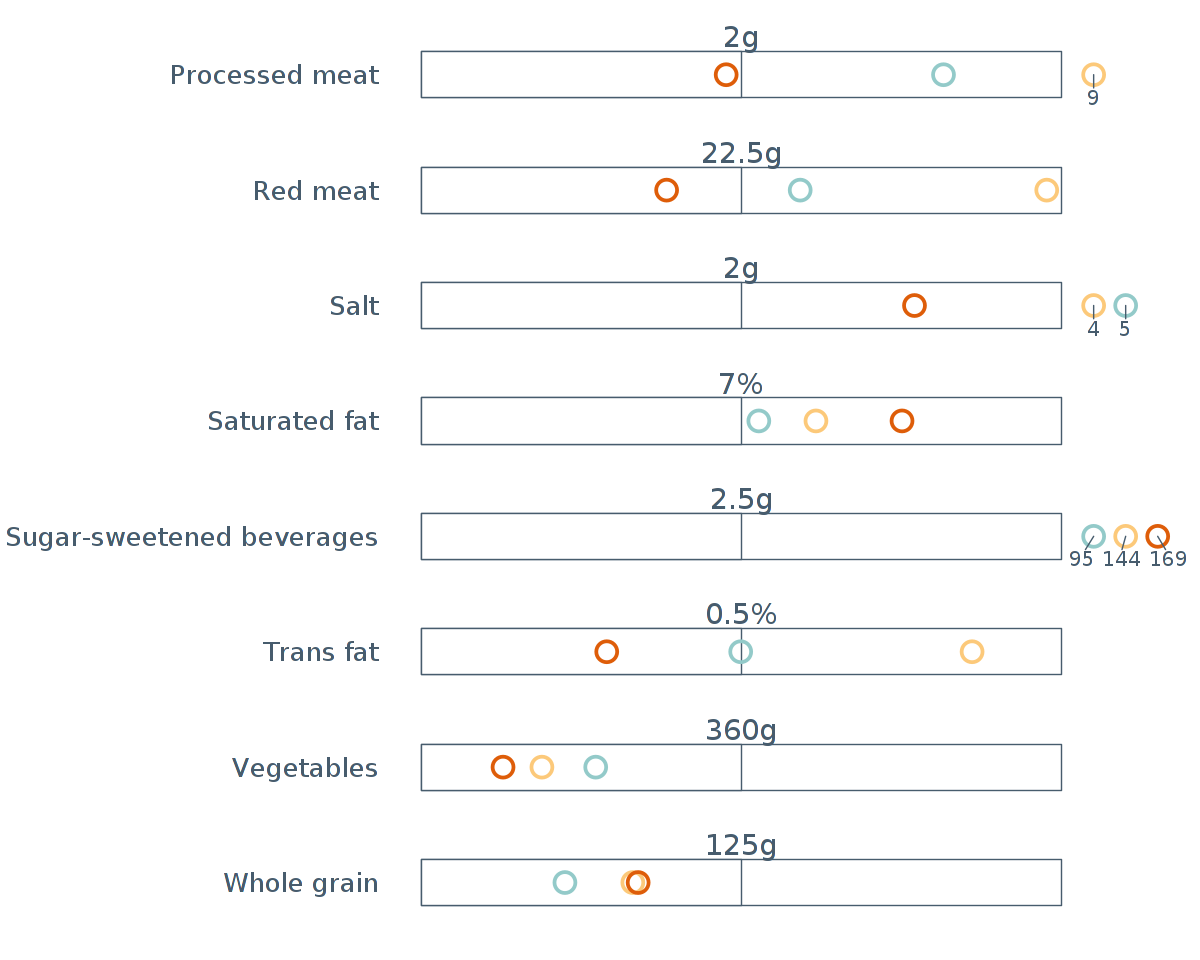 2g
Processed meat
9
22.5g
Red meat
2g
Salt
4 5
7%
Saturated fat
2.5g
Sugar-sweetened beverages
95 144 169
0.5%
Trans fat
360g
Vegetables
125g
Whole grain